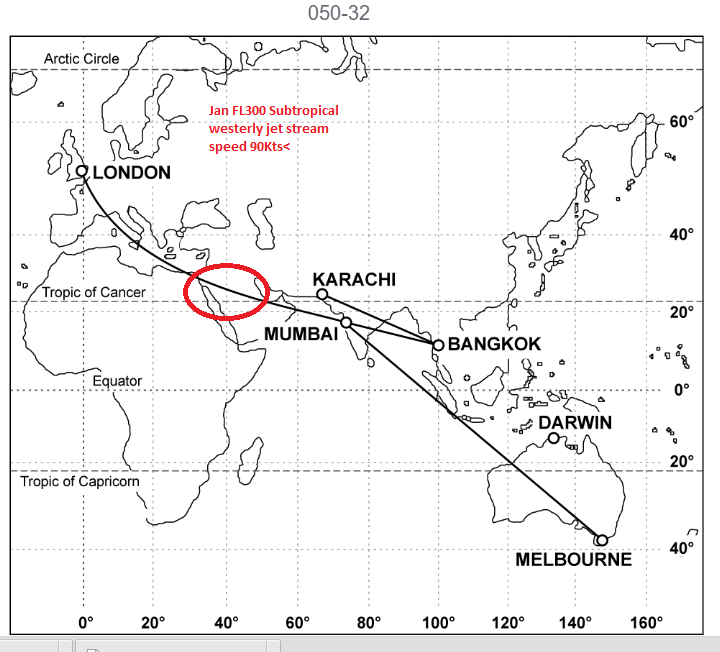 050-32
Arctic Circle
Jan FL300 Subtropical
westerly jet stream
speed 90Kts<
60°
LONDON
40°
KARACHI
Tropic of Cancer
20°
MUMBAI
BANGKOK
Equator
0°
DARWIN
20°
Tropic of Capricorn
40°
MELBOURNE
0° 20° 40° 60° 80° 100° 120° 140° 160°